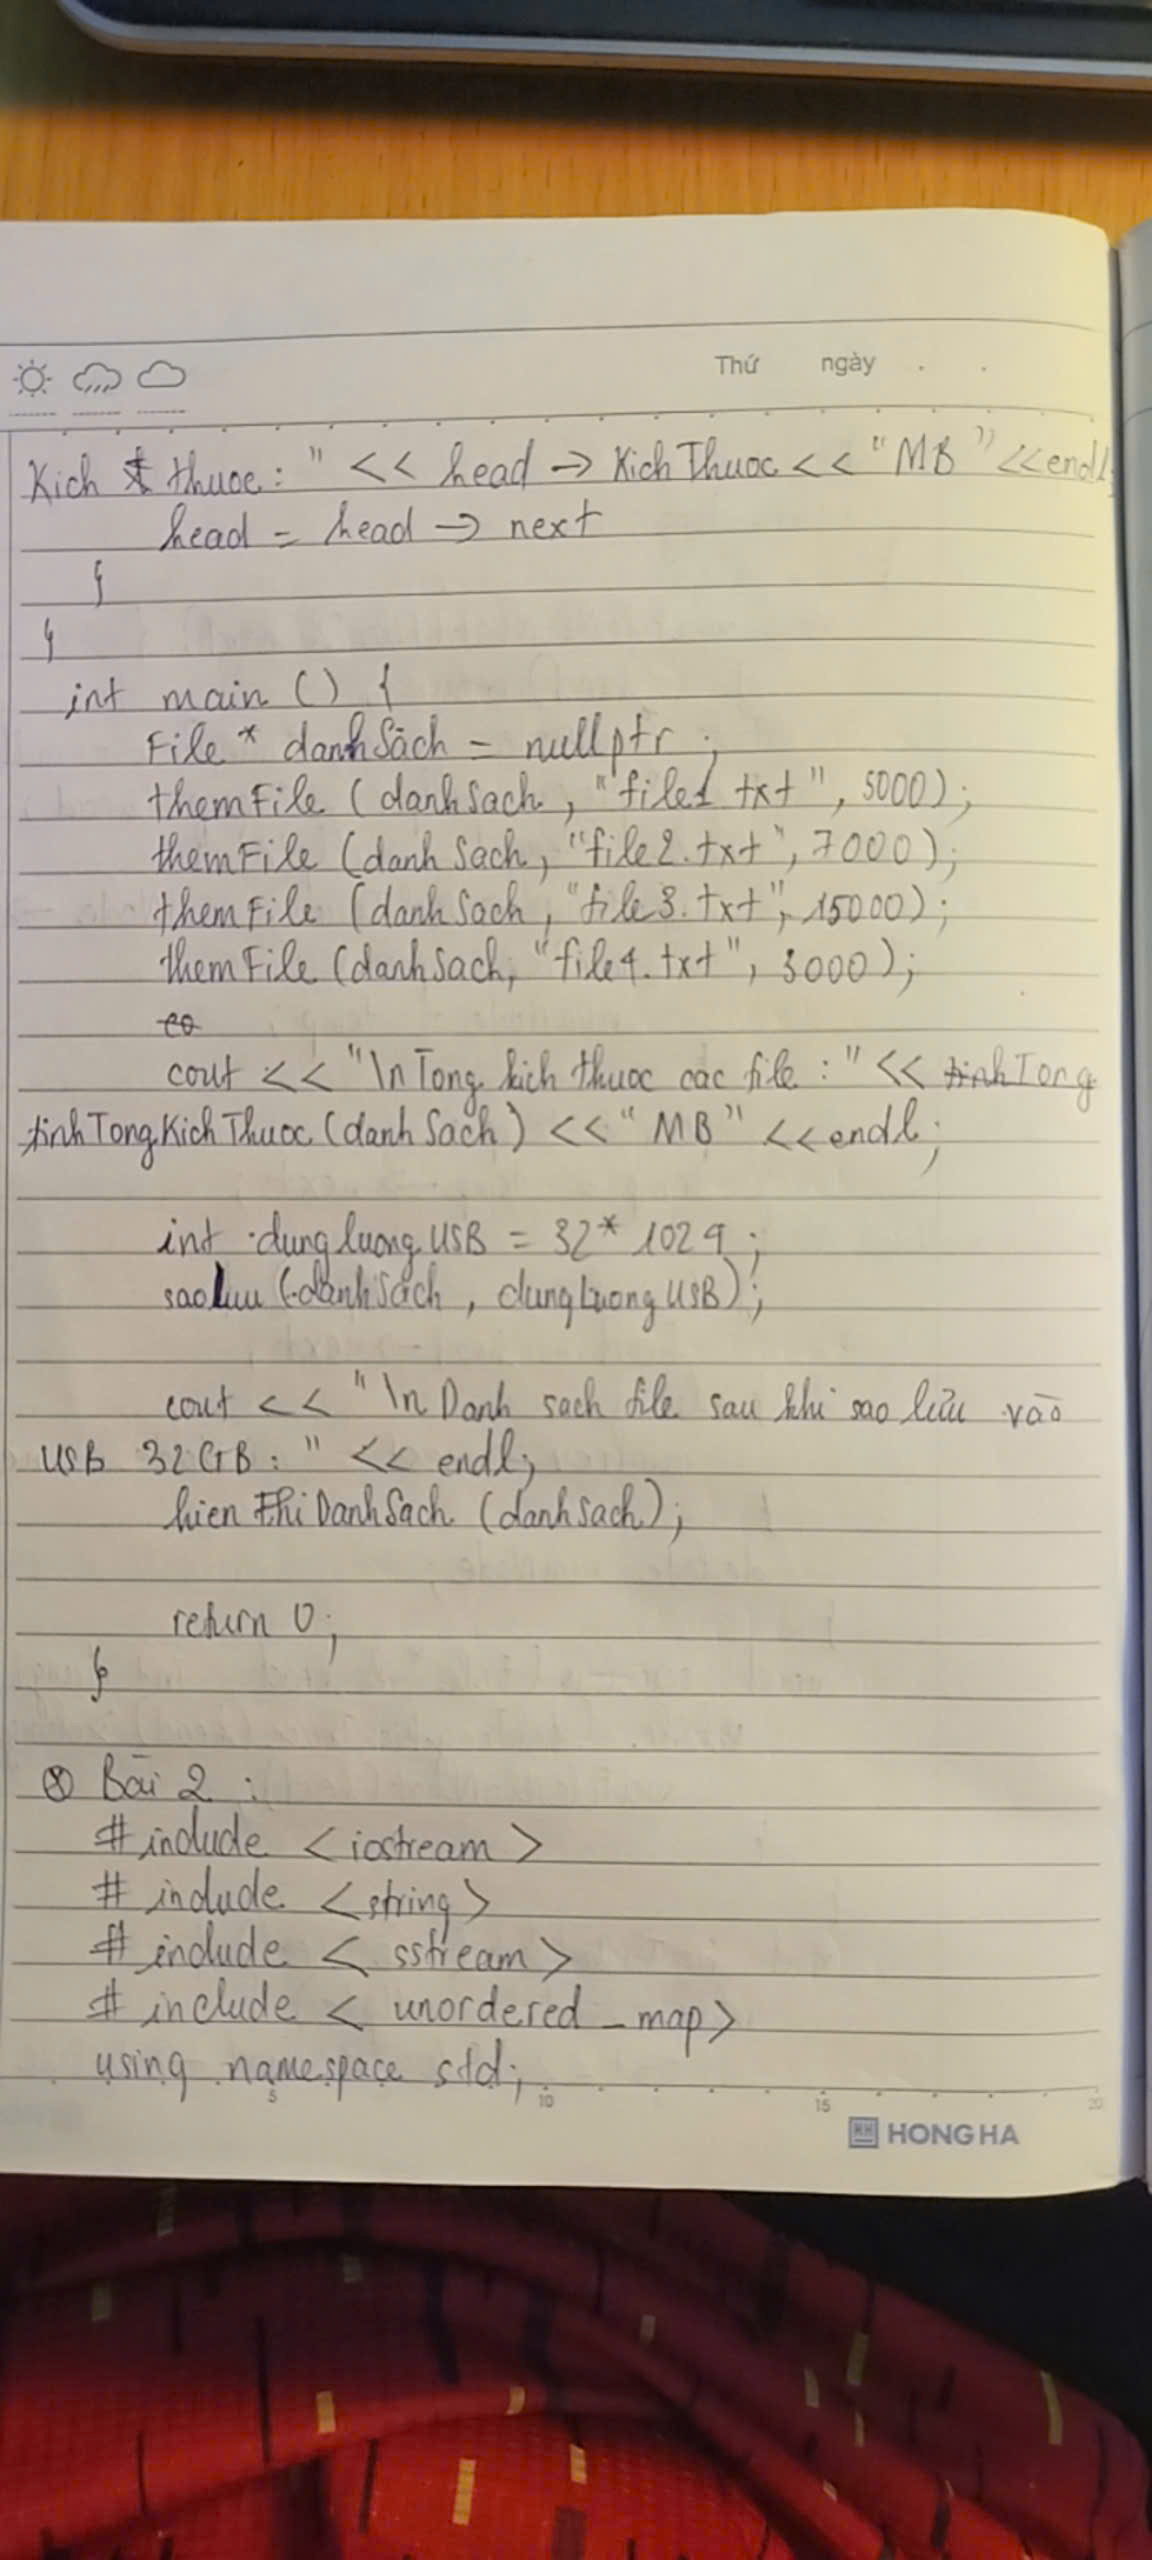 Thứ ngày . .
Kich thuoc: " << head -> KichThuoc << "MB" << endl;
head = head -> next
}
}
int main () {
File * danhSach = nullptr ;
themFile (danhSach, "file1 txt", 5000);
themFile (danhSach, "file2.txt", 7000);
themFile (danhSach, "file3.txt", 15000);
themFile (danhSach, "file4.txt", 3000);
co
cout << "\n Tong kich thuoc các file : " << tinhTong
tinhTongKichThuoc (danhSach) << "MB" << endl;
int dungluongUSB = 32* 1024 ;
saoluu (danhSach, dungLuongUSB);
cout << "\n Danh sach file sau khi sao lưu vào
USB 32GB : " << endl;
hienThiDanhSach (danhSach);
return 0;
}
⊗ Bài 2 :
# include <iostream>
# include <string>
# include < sstream>
# include < unordered_map>
using namespace std;
5 10 15 20
HH HONG HA